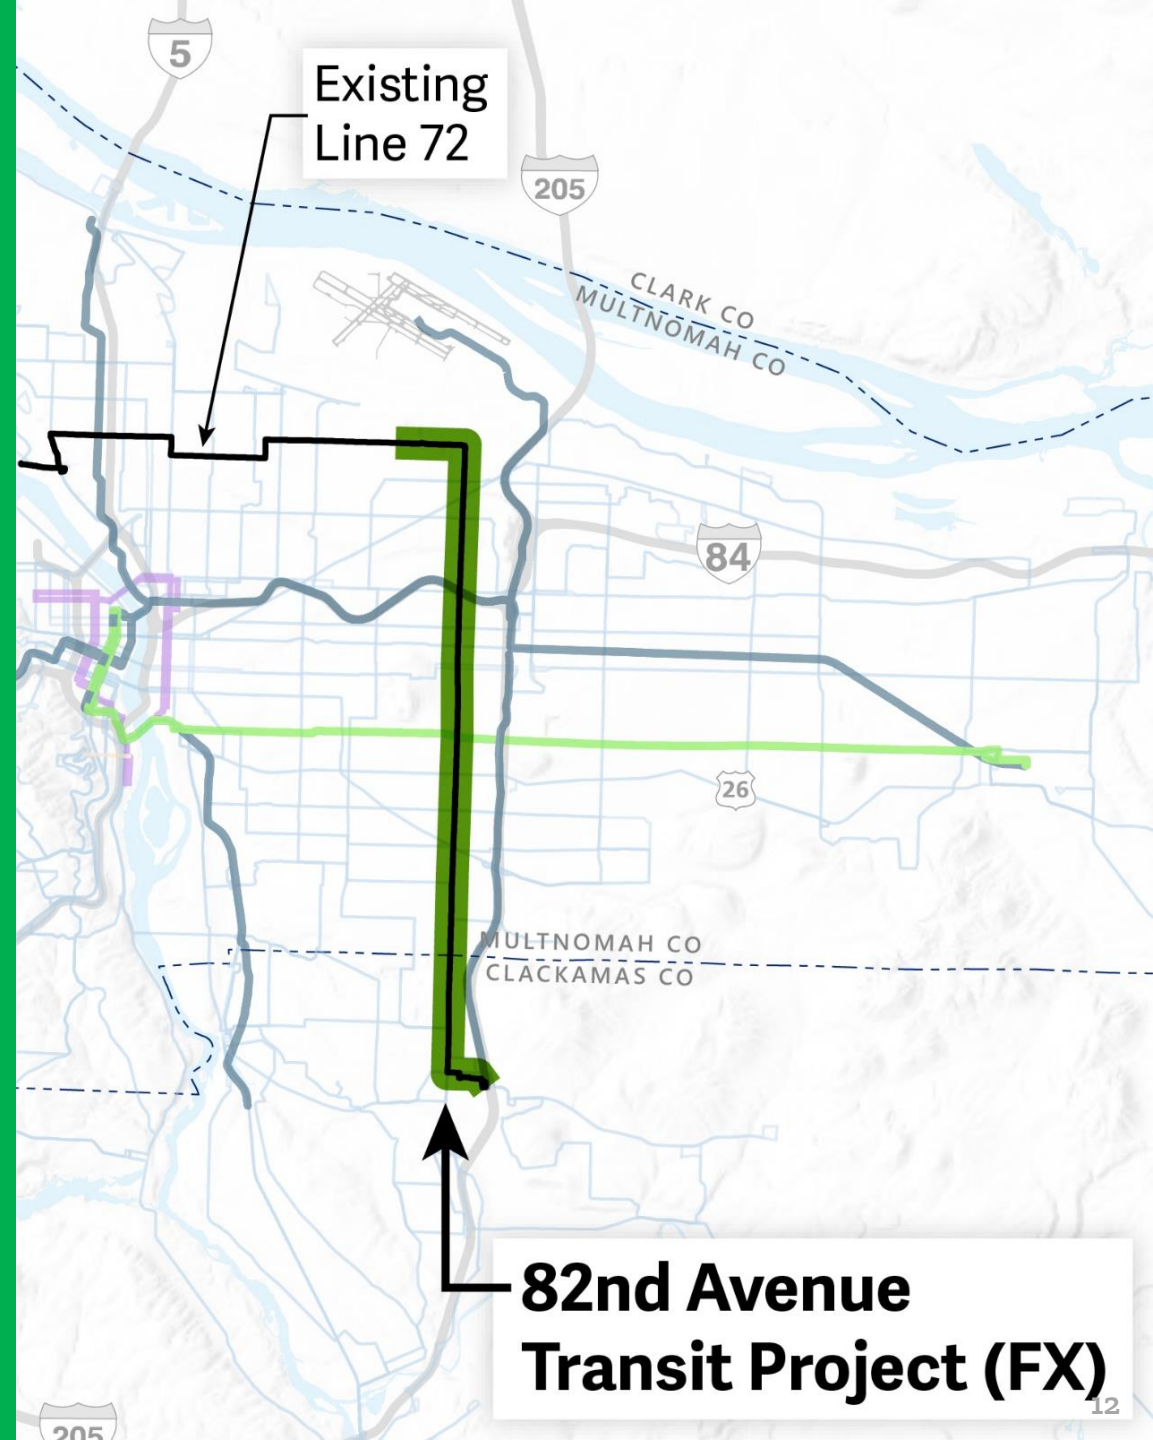 5
Existing
Line 72
205
CLARK CO
MULTNOMAH CO
84
26
MULTNOMAH CO
CLACKAMAS CO
82nd Avenue
Transit Project (FX)
12
205